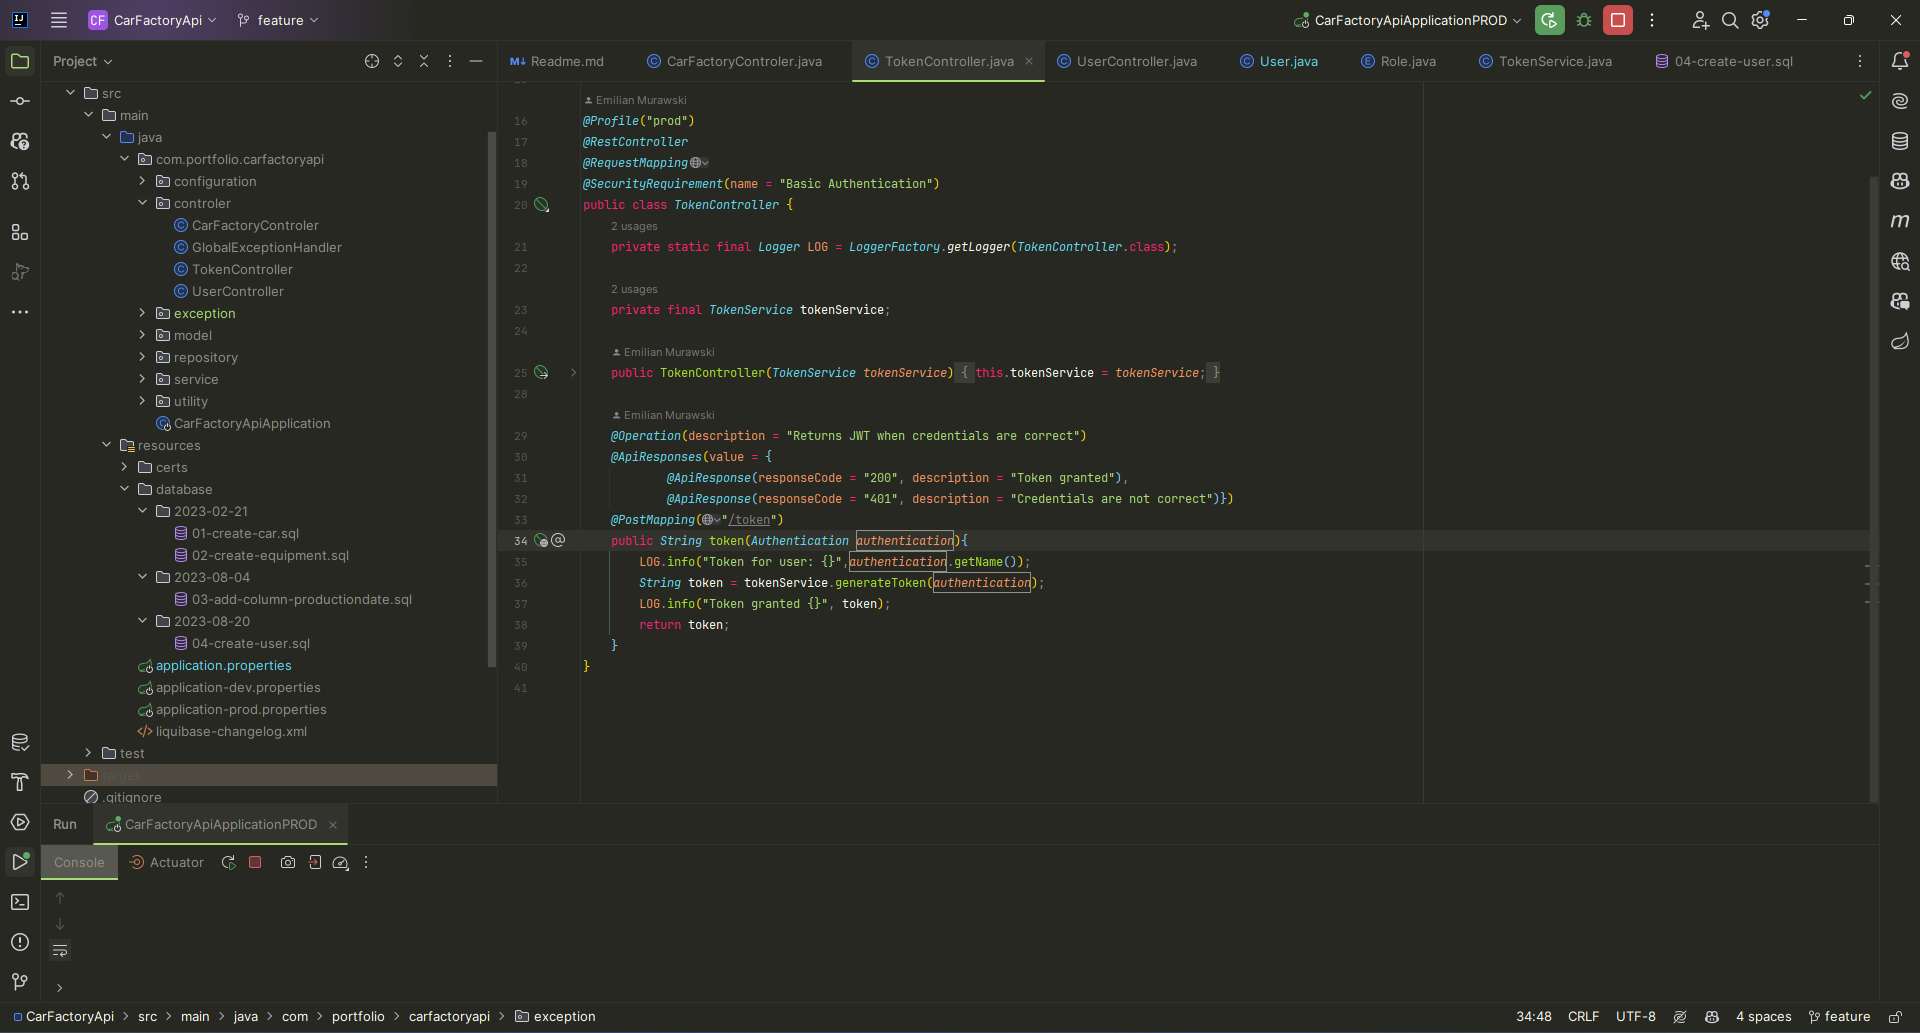 CF CarFactoryApi feature CarFactoryApiApplicationPROD
Project
Readme.md CarFactoryControler.java TokenController.java UserController.java User.java Role.java TokenService.java 04-create-user.sql
src
main
java
com.portfolio.carfactoryapi
configuration
controler
CarFactoryControler
GlobalExceptionHandler
TokenController
UserController
exception
model
repository
service
utility
CarFactoryApiApplication
resources
certs
database
2023-02-21
01-create-car.sql
02-create-equipment.sql
2023-08-04
03-add-column-productiondate.sql
2023-08-20
04-create-user.sql
application.properties
application-dev.properties
application-prod.properties
liquibase-changelog.xml
test
target
.gitignore
Emilian Murawski
16 @Profile("prod")
17 @RestController
18 @RequestMapping
19 @SecurityRequirement(name = "Basic Authentication")
20 public class TokenController {
2 usages
21 private static final Logger LOG = LoggerFactory.getLogger(TokenController.class);
22
2 usages
23 private final TokenService tokenService;
24
Emilian Murawski
25 public TokenController(TokenService tokenService) { this.tokenService = tokenService; }
28
Emilian Murawski
29 @Operation(description = "Returns JWT when credentials are correct")
30 @ApiResponses(value = {
31 @ApiResponse(responseCode = "200", description = "Token granted"),
32 @ApiResponse(responseCode = "401", description = "Credentials are not correct")})
33 @PostMapping("/token")
34 public String token(Authentication authentication){
35 LOG.info("Token for user: {}",authentication.getName());
36 String token = tokenService.generateToken(authentication);
37 LOG.info("Token granted {}", token);
38 return token;
39 }
40 }
41
Run CarFactoryApiApplicationPROD
Console Actuator
CarFactoryApi > src > main > java > com > portfolio > carfactoryapi > exception 34:48 CRLF UTF-8 4 spaces feature